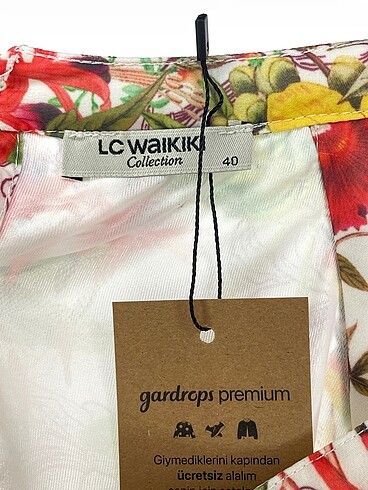 LC WAIKIKI
Collection
40
gardrops premium
Giymediklerini kapından
ücretsiz alalım